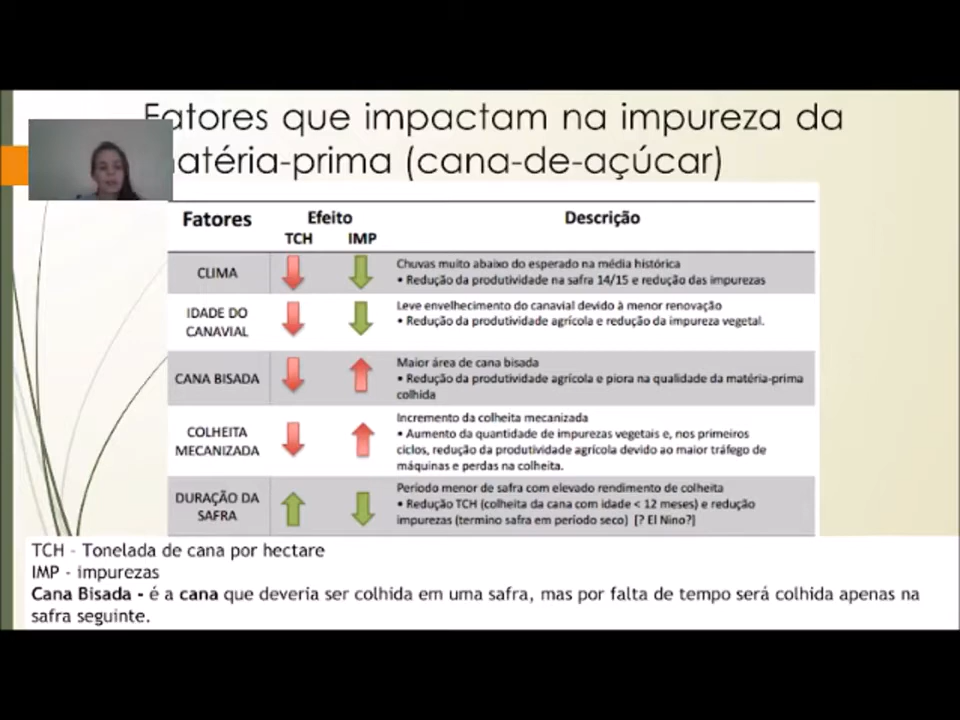 Fatores que impactam na impureza da
matéria-prima (cana-de-açúcar)
Fatores Efeito Descrição
TCH IMP
CLIMA
Chuvas muito abaixo do esperado na média histórica
• Redução da produtividade na safra 14/15 e redução das impurezas
IDADE DO
CANAVIAL
Leve envelhecimento do canavial devido à menor renovação
• Redução da produtividade agrícola e redução da impureza vegetal.
CANA BISADA
Maior área de cana bisada
• Redução da produtividade agrícola e piora na qualidade da matéria-prima
colhida
COLHEITA
MECANIZADA
Incremento da colheita mecanizada
• Aumento da quantidade de impurezas vegetais e, nos primeiros
ciclos, redução da produtividade agrícola devido ao maior tráfego de
máquinas e perdas na colheita.
DURAÇÃO DA
SAFRA
Período menor de safra com elevado rendimento de colheita
• Redução TCH (colheita da cana com idade < 12 meses) e redução
impurezas (termino safra em período seco) [? El Nino?]
TCH - Tonelada de cana por hectare
IMP - impurezas
Cana Bisada - é a cana que deveria ser colhida em uma safra, mas por falta de tempo será colhida apenas na
safra seguinte.